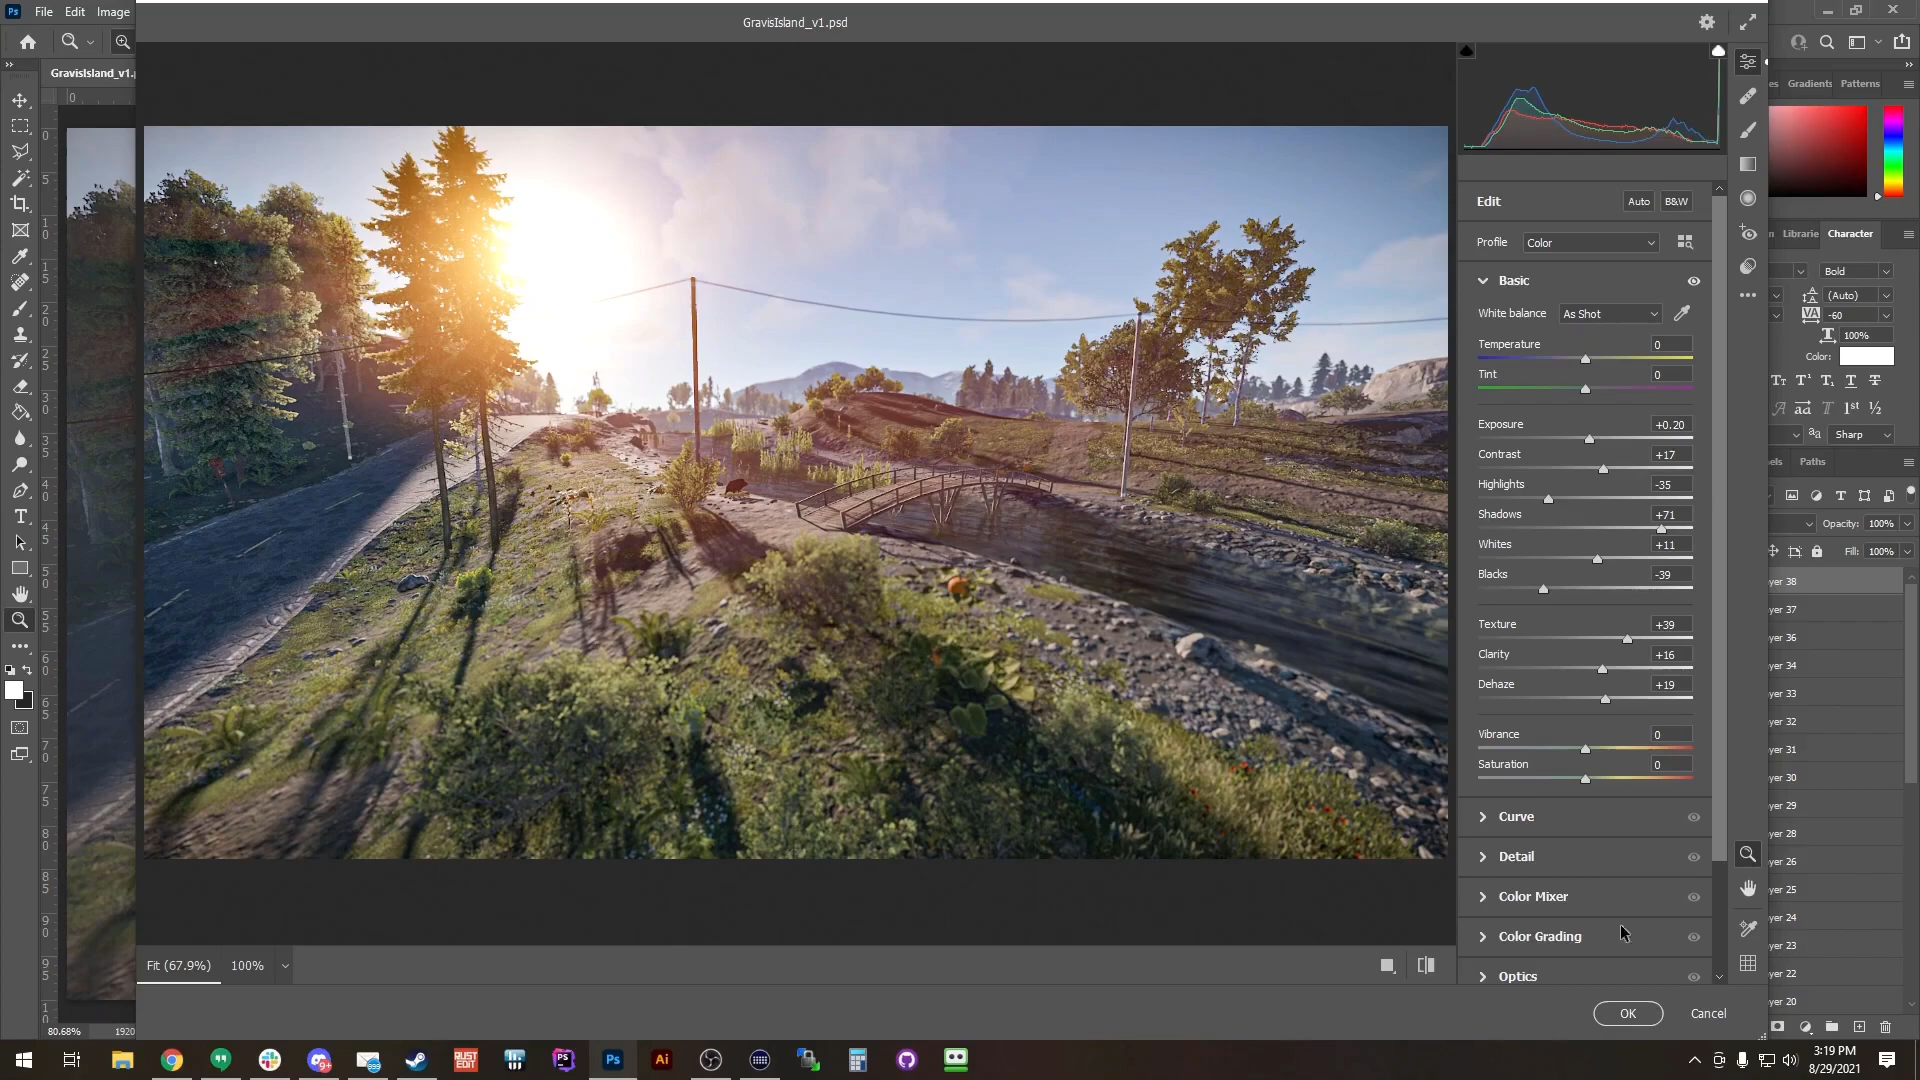 File Edit Image
GravisIsland_v1.psd
GravisIsland_v1.p
Gradients Patterns
Edit Auto B&W
Profile Color
Basic
White balance As Shot
Temperature 0
Tint 0
Exposure +0.20
Contrast +17
Highlights -35
Shadows +71
Whites +11
Blacks -39
Texture +39
Clarity +16
Dehaze +19
Vibrance 0
Saturation 0
Curve
Detail
Color Mixer
Color Grading
Optics
Fit (67.9%) 100%
OK Cancel
Librarie Character
Bold
(Auto)
-60
100%
Color:
Sharp
Paths
Opacity: 100%
Fill: 100%
yer 38
yer 37
yer 36
yer 34
yer 33
yer 32
yer 31
yer 30
yer 29
yer 28
yer 26
yer 25
yer 24
yer 23
yer 22
yer 20
80.68% 1920
3:19 PM
8/29/2021